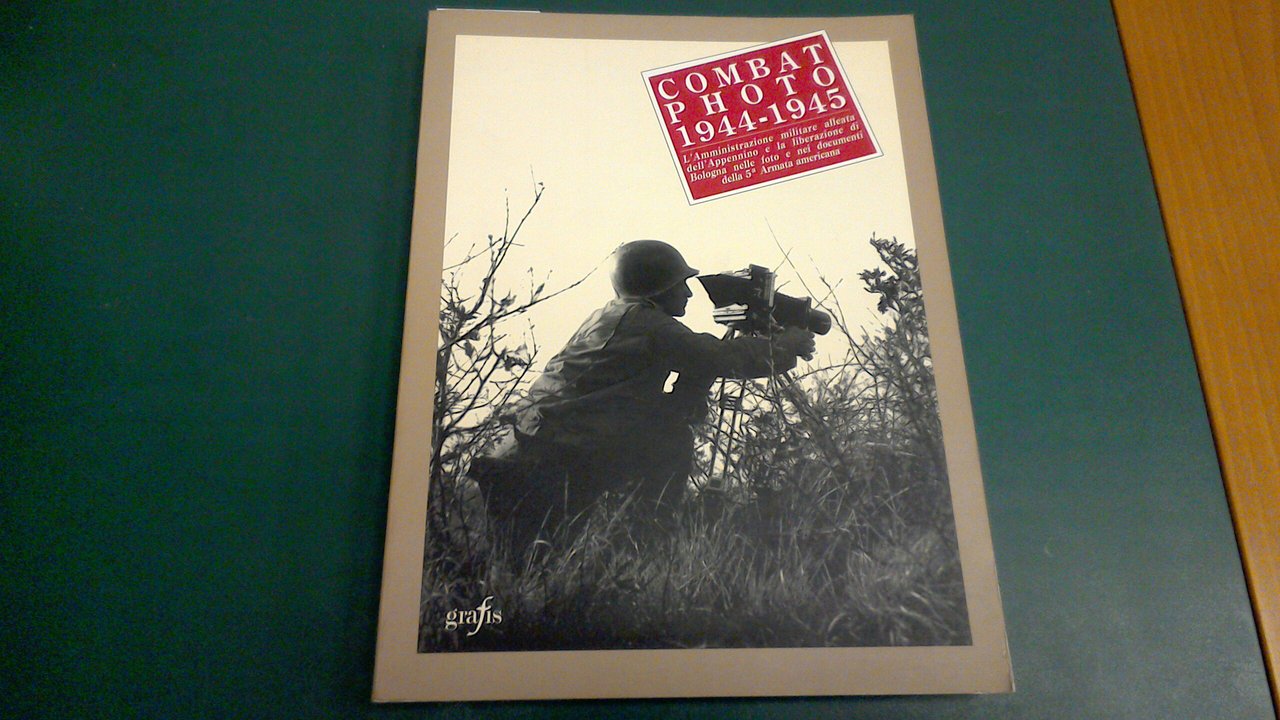 COMBAT
PHOTO
1944-1945
L'Amministrazione militare alleata
dell'Appennino e la liberazione di
Bologna nelle foto e nei documenti
della 5ª Armata americana
grafis